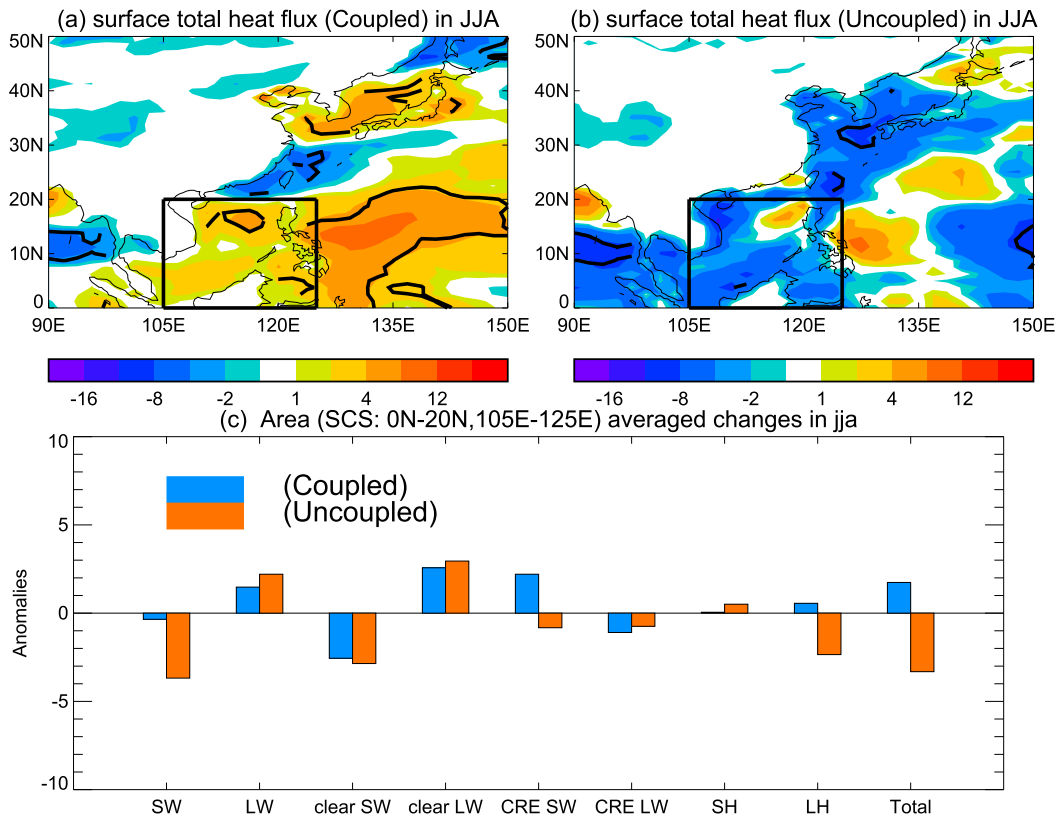 (a) surface total heat flux (Coupled) in JJA
(b) surface total heat flux (Uncoupled) in JJA
50N
40N
30N
20N
10N
0
90E 105E 120E 135E 150E
50N
40N
30N
20N
10N
0
90E 105E 120E 135E 150E
-16 -8 -2 1 4 12
-16 -8 -2 1 4 12
(c) Area (SCS: 0N-20N,105E-125E) averaged changes in jja
10
5
0
-5
-10
Anomalies
(Coupled)
(Uncoupled)
SW LW clear SW clear LW CRE SW CRE LW SH LH Total